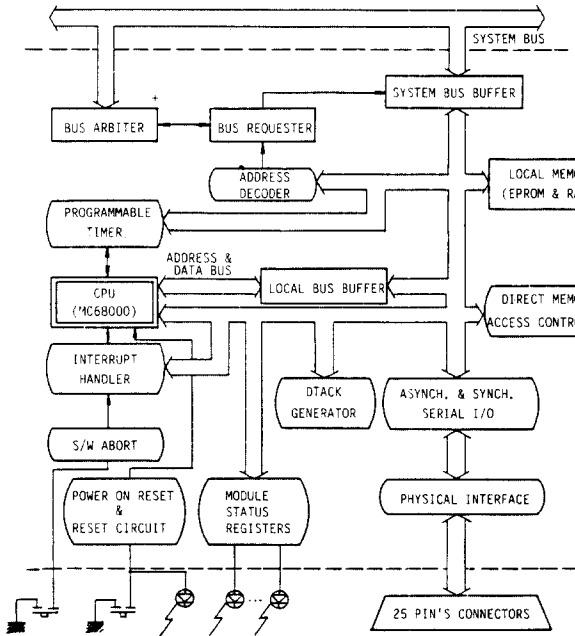 SYSTEM BUS
SYSTEM BUS BUFFER
BUS ARBITER
+
BUS REQUESTER
ADDRESS
DECODER
LOCAL MEMO
(EPROM & RA
PROGRAMMABLE
TIMER
ADDRESS &
DATA BUS
CPU
(MC68000)
LOCAL BUS BUFFER
DIRECT MEMO
ACCESS CONTRO
INTERRUPT
HANDLER
DTACK
GENERATOR
ASYNCH. & SYNCH.
SERIAL I/O
S/W ABORT
POWER ON RESET
&
RESET CIRCUIT
MODULE
STATUS
REGISTERS
PHYSICAL INTERFACE
...
25 PIN'S CONNECTORS